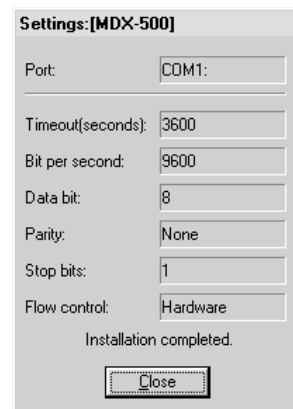 Settings:[MDX-500]
Port: COM1:
Timeout(seconds): 3600
Bit per second: 9600
Data bit: 8
Parity: None
Stop bits: 1
Flow control: Hardware
Installation completed.
Close